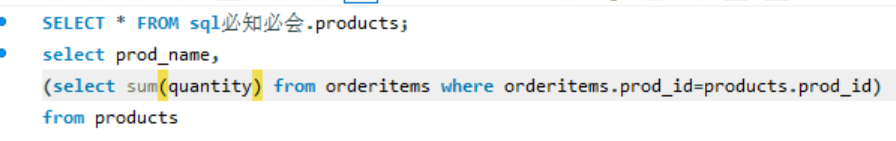 SELECT * FROM sql必知必会.products;
select prod_name,
(select sum(quantity) from orderitems where orderitems.prod_id=products.prod_id)
from products